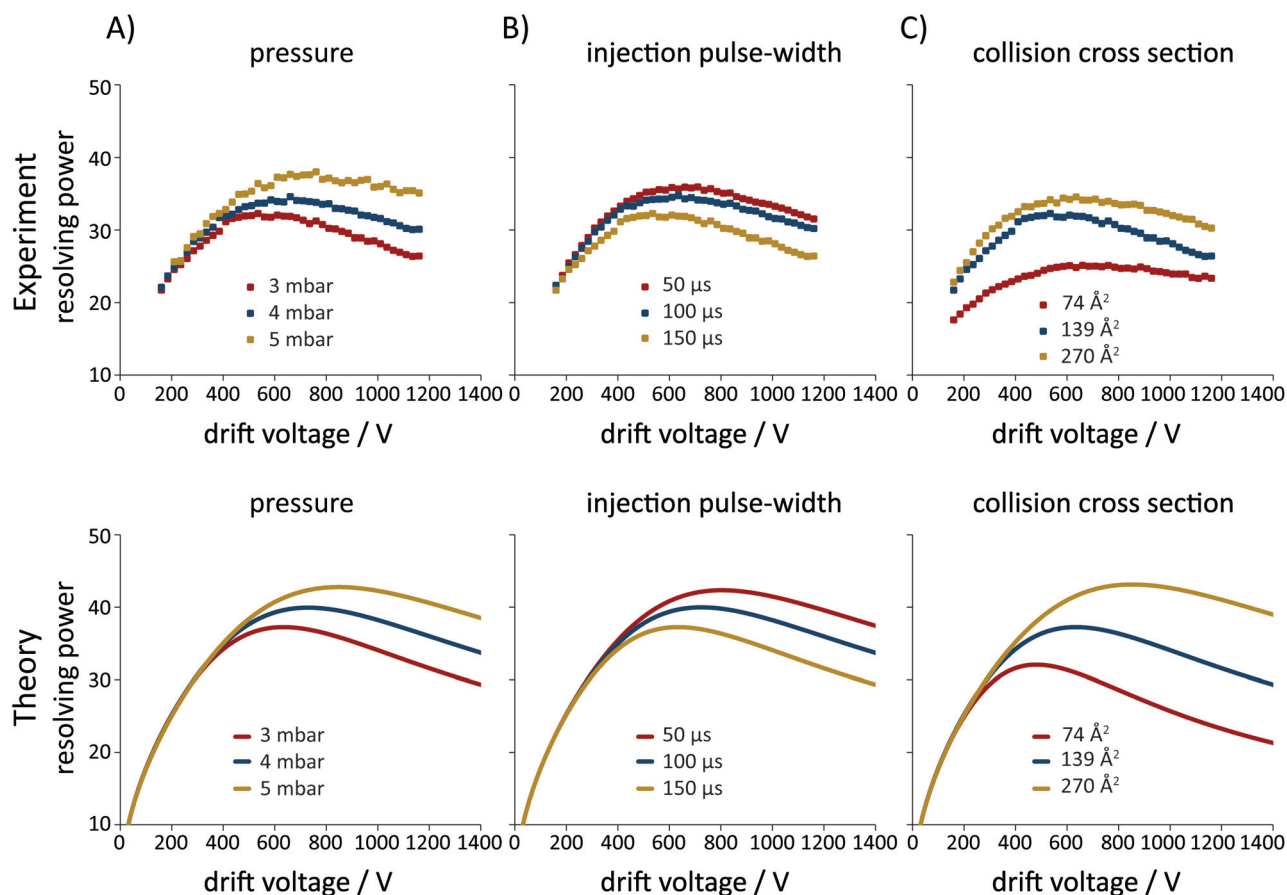 A)
B)
C)
pressure
injection pulse-width
collision cross section
Experiment
resolving power
50
40
30
20
10
3 mbar
4 mbar
5 mbar
50 µs
100 µs
150 µs
74 Å²
139 Å²
270 Å²
0 200 400 600 800 1000 1200 1400
0 200 400 600 800 1000 1200 1400
200 400 600 800 1000 1200 1400
drift voltage / V
drift voltage / V
drift voltage / V
pressure
injection pulse-width
collision cross section
Theory
resolving power
50
40
30
20
10
3 mbar
4 mbar
5 mbar
50 µs
100 µs
150 µs
74 Å²
139 Å²
270 Å²
0 200 400 600 800 1000 1200 1400
0 200 400 600 800 1000 1200 1400
0 200 400 600 800 1000 1200 1400
drift voltage / V
drift voltage / V
drift voltage / V